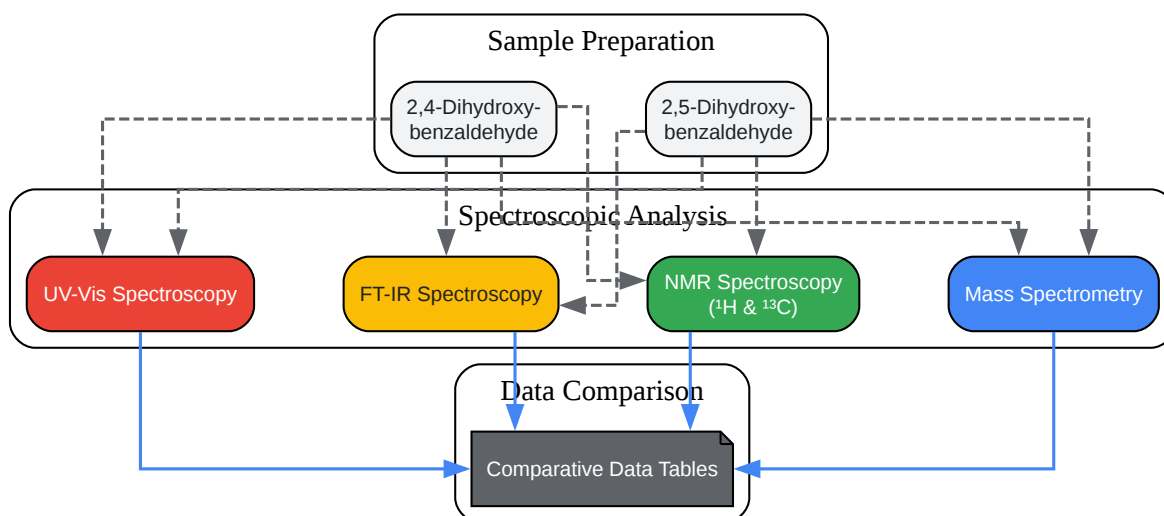 Sample Preparation
2,4-Dihydroxy-
benzaldehyde
2,5-Dihydroxy-
benzaldehyde
Spectroscopic Analysis
UV-Vis Spectroscopy
FT-IR Spectroscopy
NMR Spectroscopy
(¹H & ¹³C)
Mass Spectrometry
Data Comparison
Comparative Data Tables